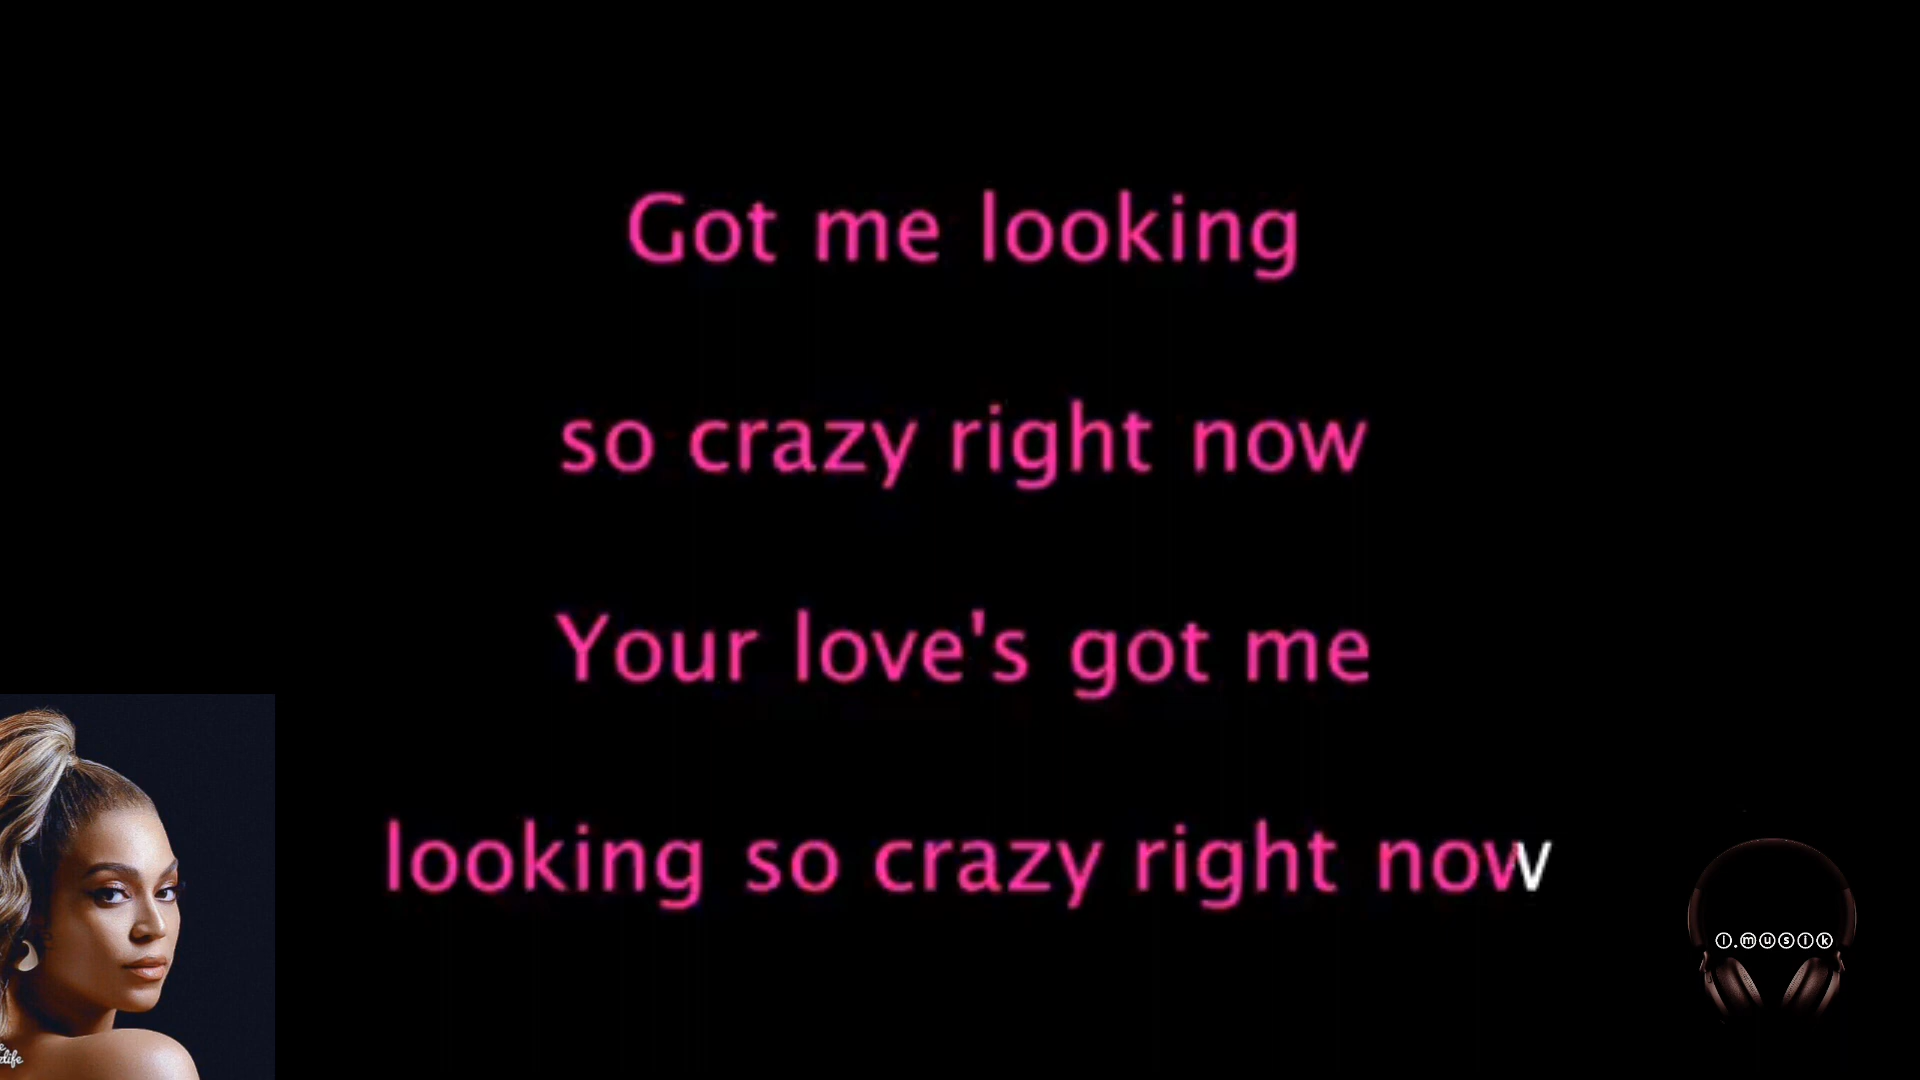 Got me looking
so crazy right now
Your love's got me
looking so crazy right now
i.musik